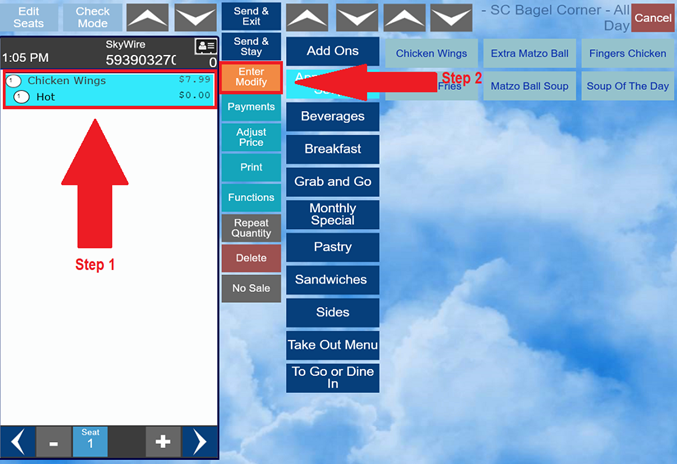 Edit
Seats
Check
Mode
Send &
Exit
- SC Bagel Corner - All
Day
Cancel
SkyWire
1:05 PM
593903270
0
Send &
Stay
Enter
Modify
Payments
Adjust
Price
Print
Functions
Repeat
Quantity
Delete
No Sale
1 Chicken Wings $7.99
1 Hot $0.00
Step 1
Step 2
Add Ons
Beverages
Breakfast
Grab and Go
Monthly
Special
Pastry
Sandwiches
Sides
Take Out Menu
To Go or Dine
In
Chicken Wings
Extra Matzo Ball
Fingers Chicken
Fries
Matzo Ball Soup
Soup Of The Day
-
Seat
1
+